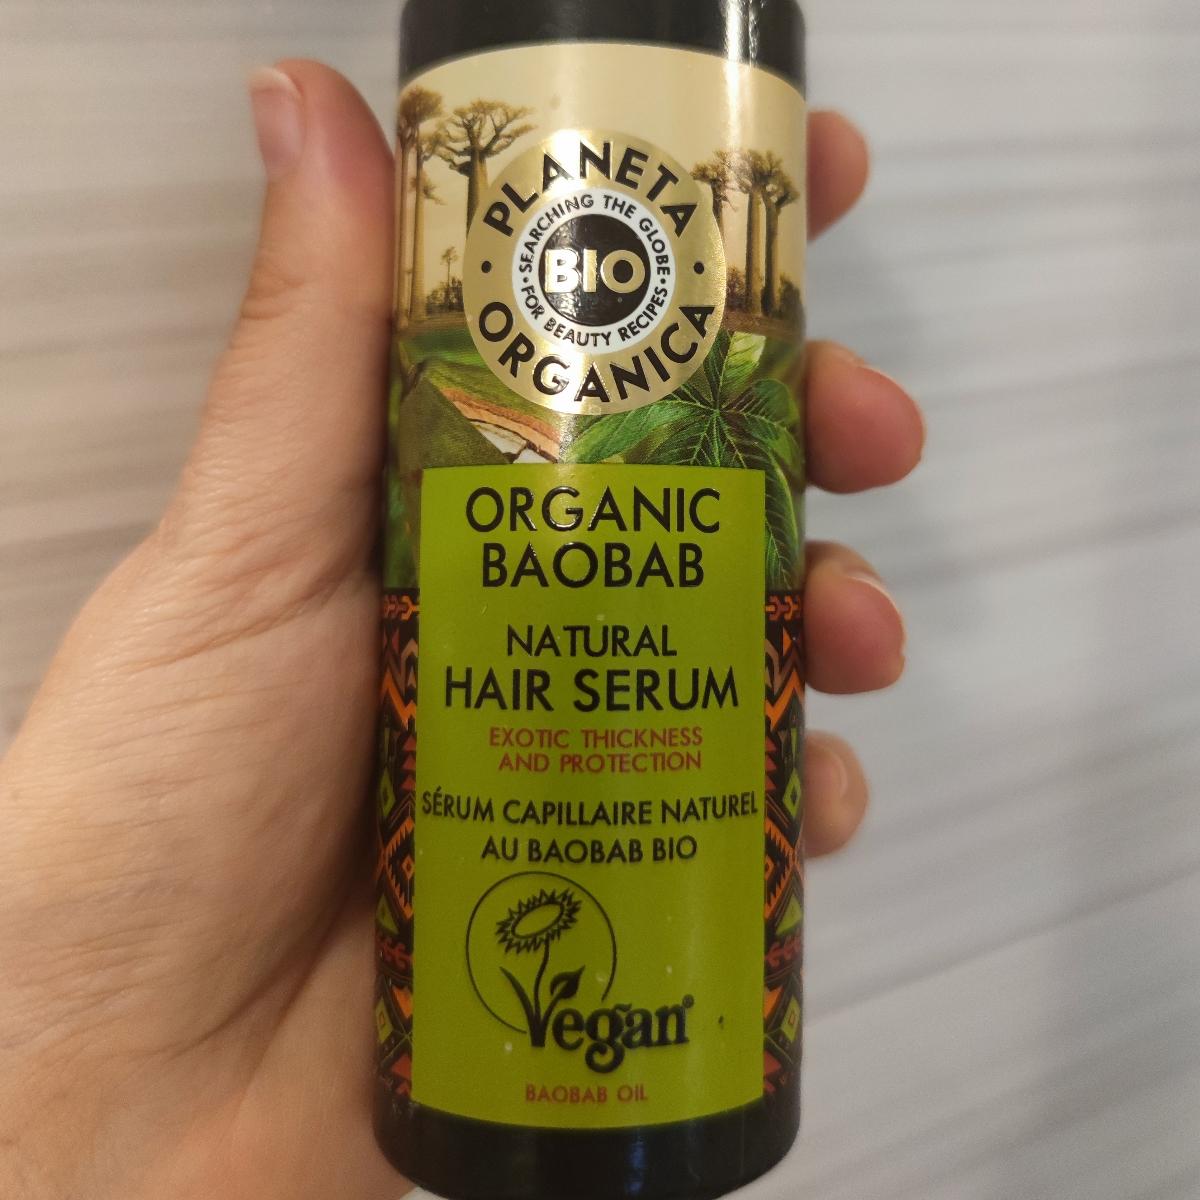 PLANETA
SEARCHING THE GLOBE
BIO
FOR BEAUTY RECIPES
ORGANICA
ORGANIC
BAOBAB
NATURAL
HAIR SERUM
EXOTIC THICKNESS
AND PROTECTION
SÉRUM CAPILLAIRE NATUREL
AU BAOBAB BIO
Vegan®
BAOBAB OIL